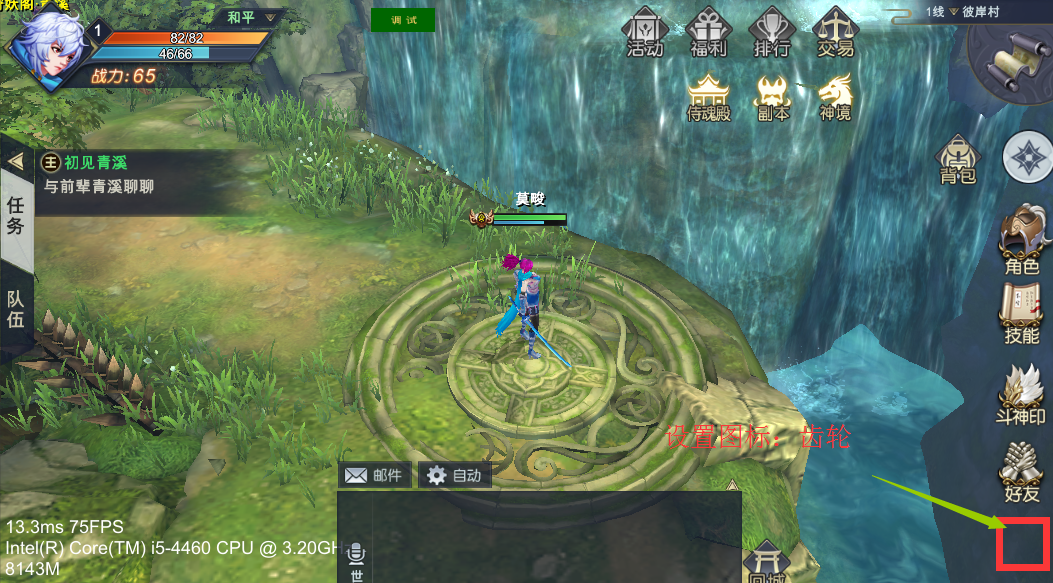 和平
调试
1线 彼岸村
1
82/82
46/66
战力:65
活动 福利 排行 交易
侍魂殿 副本 神境
背包
主 初见青溪
与前辈青溪聊聊
任务
队伍
莫畯
角色
技能
斗神印
好友
设置图标：齿轮
邮件 自动
世
回城
13.3ms 75FPS
Intel(R) Core(TM) i5-4460 CPU @ 3.20GH
8143M